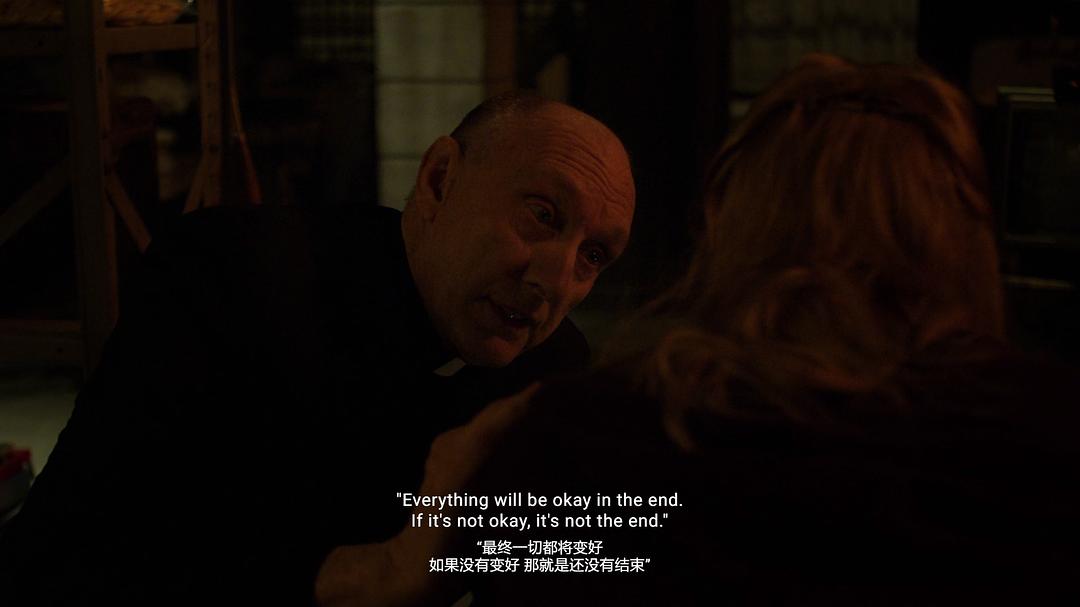 "Everything will be okay in the end.
If it's not okay, it's not the end."
“最终一切都将变好
如果没有变好 那就是还没有结束”